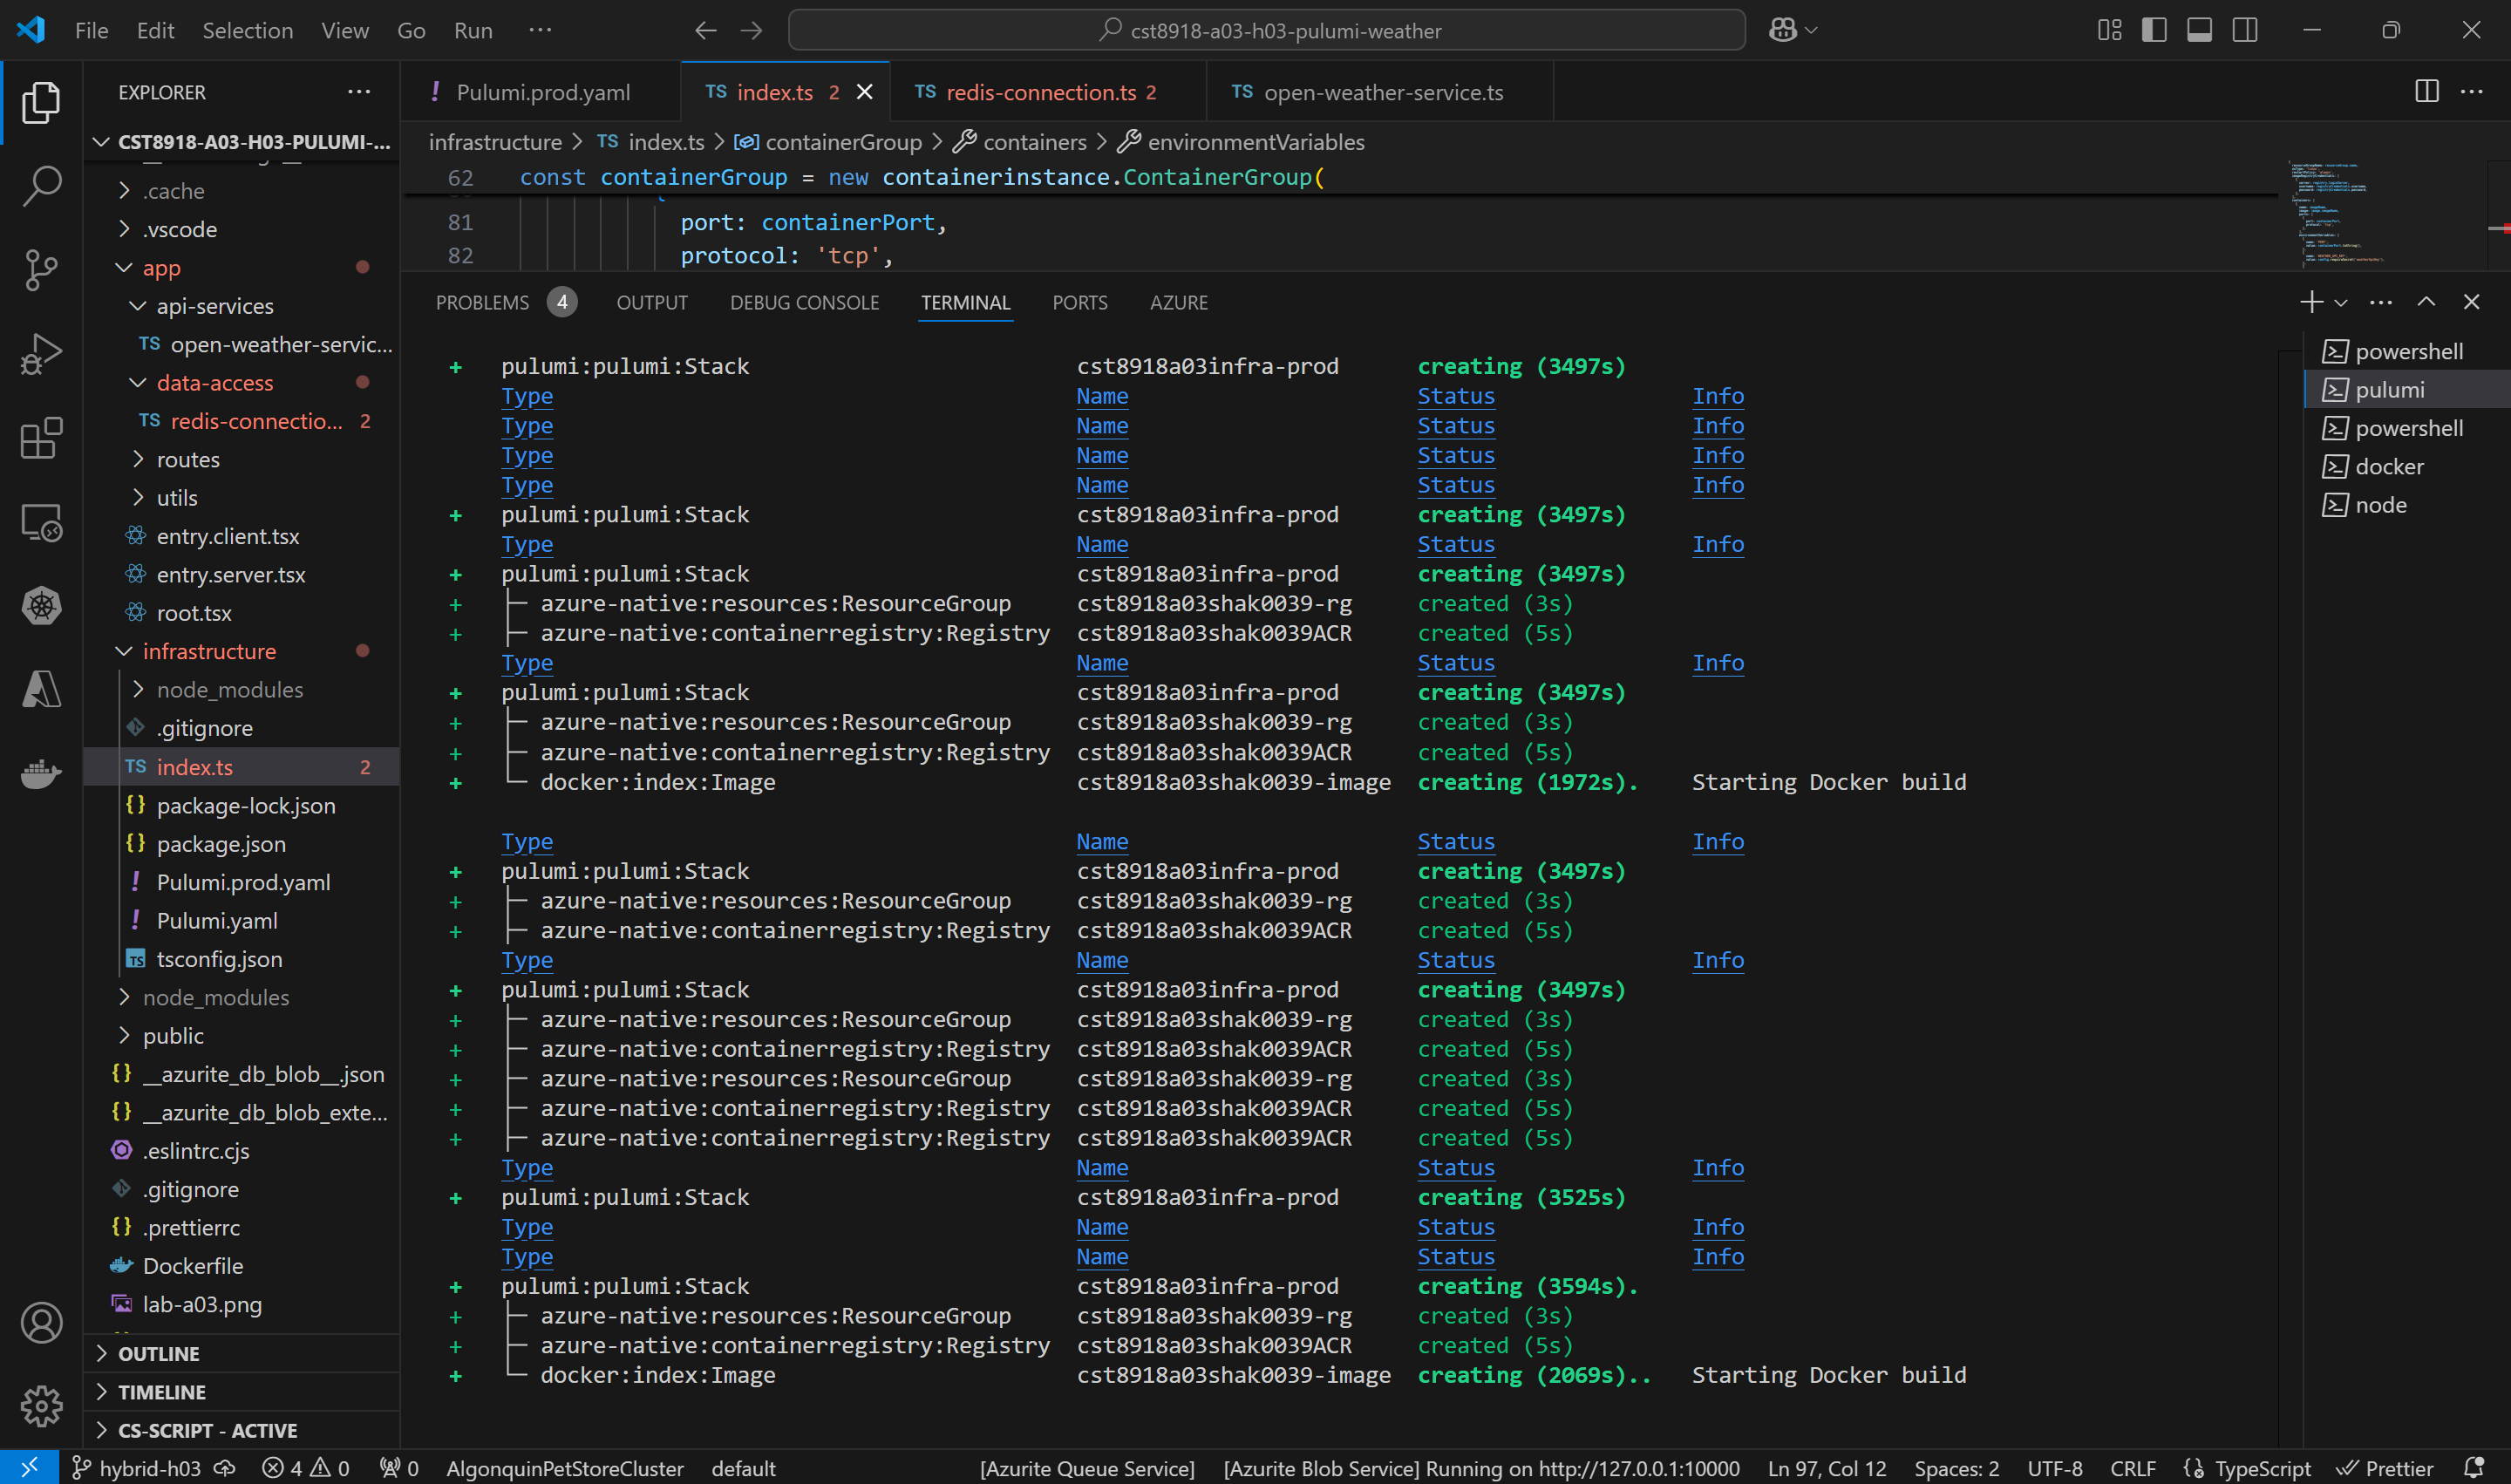 File Edit Selection View Go Run ···
cst8918-a03-h03-pulumi-weather
EXPLORER
CST8918-A03-H03-PULUMI-...
.cache
.vscode
app
api-services
TS open-weather-servic...
data-access
TS redis-connectio... 2
routes
utils
entry.client.tsx
entry.server.tsx
root.tsx
infrastructure
node_modules
.gitignore
TS index.ts 2
{} package-lock.json
{} package.json
! Pulumi.prod.yaml
! Pulumi.yaml
TS tsconfig.json
node_modules
public
{} __azurite_db_blob__.json
{} __azurite_db_blob_exte...
.eslintrc.cjs
.gitignore
{} .prettierrc
Dockerfile
lab-a03.png
OUTLINE
TIMELINE
CS-SCRIPT - ACTIVE
! Pulumi.prod.yaml TS index.ts 2 TS redis-connection.ts 2 TS open-weather-service.ts
infrastructure > TS index.ts > containerGroup > containers > environmentVariables
62 const containerGroup = new containerinstance.ContainerGroup(
81 port: containerPort,
82 protocol: 'tcp',
PROBLEMS 4 OUTPUT DEBUG CONSOLE TERMINAL PORTS AZURE
+ pulumi:pulumi:Stack cst8918a03infra-prod creating (3497s)
Type Name Status Info
Type Name Status Info
Type Name Status Info
Type Name Status Info
+ pulumi:pulumi:Stack cst8918a03infra-prod creating (3497s)
Type Name Status Info
+ pulumi:pulumi:Stack cst8918a03infra-prod creating (3497s)
+ ├─ azure-native:resources:ResourceGroup cst8918a03shak0039-rg created (3s)
+ ├─ azure-native:containerregistry:Registry cst8918a03shak0039ACR created (5s)
Type Name Status Info
+ pulumi:pulumi:Stack cst8918a03infra-prod creating (3497s)
+ ├─ azure-native:resources:ResourceGroup cst8918a03shak0039-rg created (3s)
+ ├─ azure-native:containerregistry:Registry cst8918a03shak0039ACR created (5s)
+ └─ docker:index:Image cst8918a03shak0039-image creating (1972s). Starting Docker build
Type Name Status Info
+ pulumi:pulumi:Stack cst8918a03infra-prod creating (3497s)
+ ├─ azure-native:resources:ResourceGroup cst8918a03shak0039-rg created (3s)
+ ├─ azure-native:containerregistry:Registry cst8918a03shak0039ACR created (5s)
Type Name Status Info
+ pulumi:pulumi:Stack cst8918a03infra-prod creating (3497s)
+ ├─ azure-native:resources:ResourceGroup cst8918a03shak0039-rg created (3s)
+ ├─ azure-native:containerregistry:Registry cst8918a03shak0039ACR created (5s)
+ ├─ azure-native:resources:ResourceGroup cst8918a03shak0039-rg created (3s)
+ ├─ azure-native:containerregistry:Registry cst8918a03shak0039ACR created (5s)
+ ├─ azure-native:containerregistry:Registry cst8918a03shak0039ACR created (5s)
Type Name Status Info
+ pulumi:pulumi:Stack cst8918a03infra-prod creating (3525s)
Type Name Status Info
Type Name Status Info
+ pulumi:pulumi:Stack cst8918a03infra-prod creating (3594s).
+ ├─ azure-native:resources:ResourceGroup cst8918a03shak0039-rg created (3s)
+ ├─ azure-native:containerregistry:Registry cst8918a03shak0039ACR created (5s)
+ └─ docker:index:Image cst8918a03shak0039-image creating (2069s).. Starting Docker build
powershell
pulumi
powershell
docker
node
hybrid-h03 4 0 0 AlgonquinPetStoreCluster default [Azurite Queue Service] [Azurite Blob Service] Running on http://127.0.0.1:10000 Ln 97, Col 12 Spaces: 2 UTF-8 CRLF TypeScript Prettier